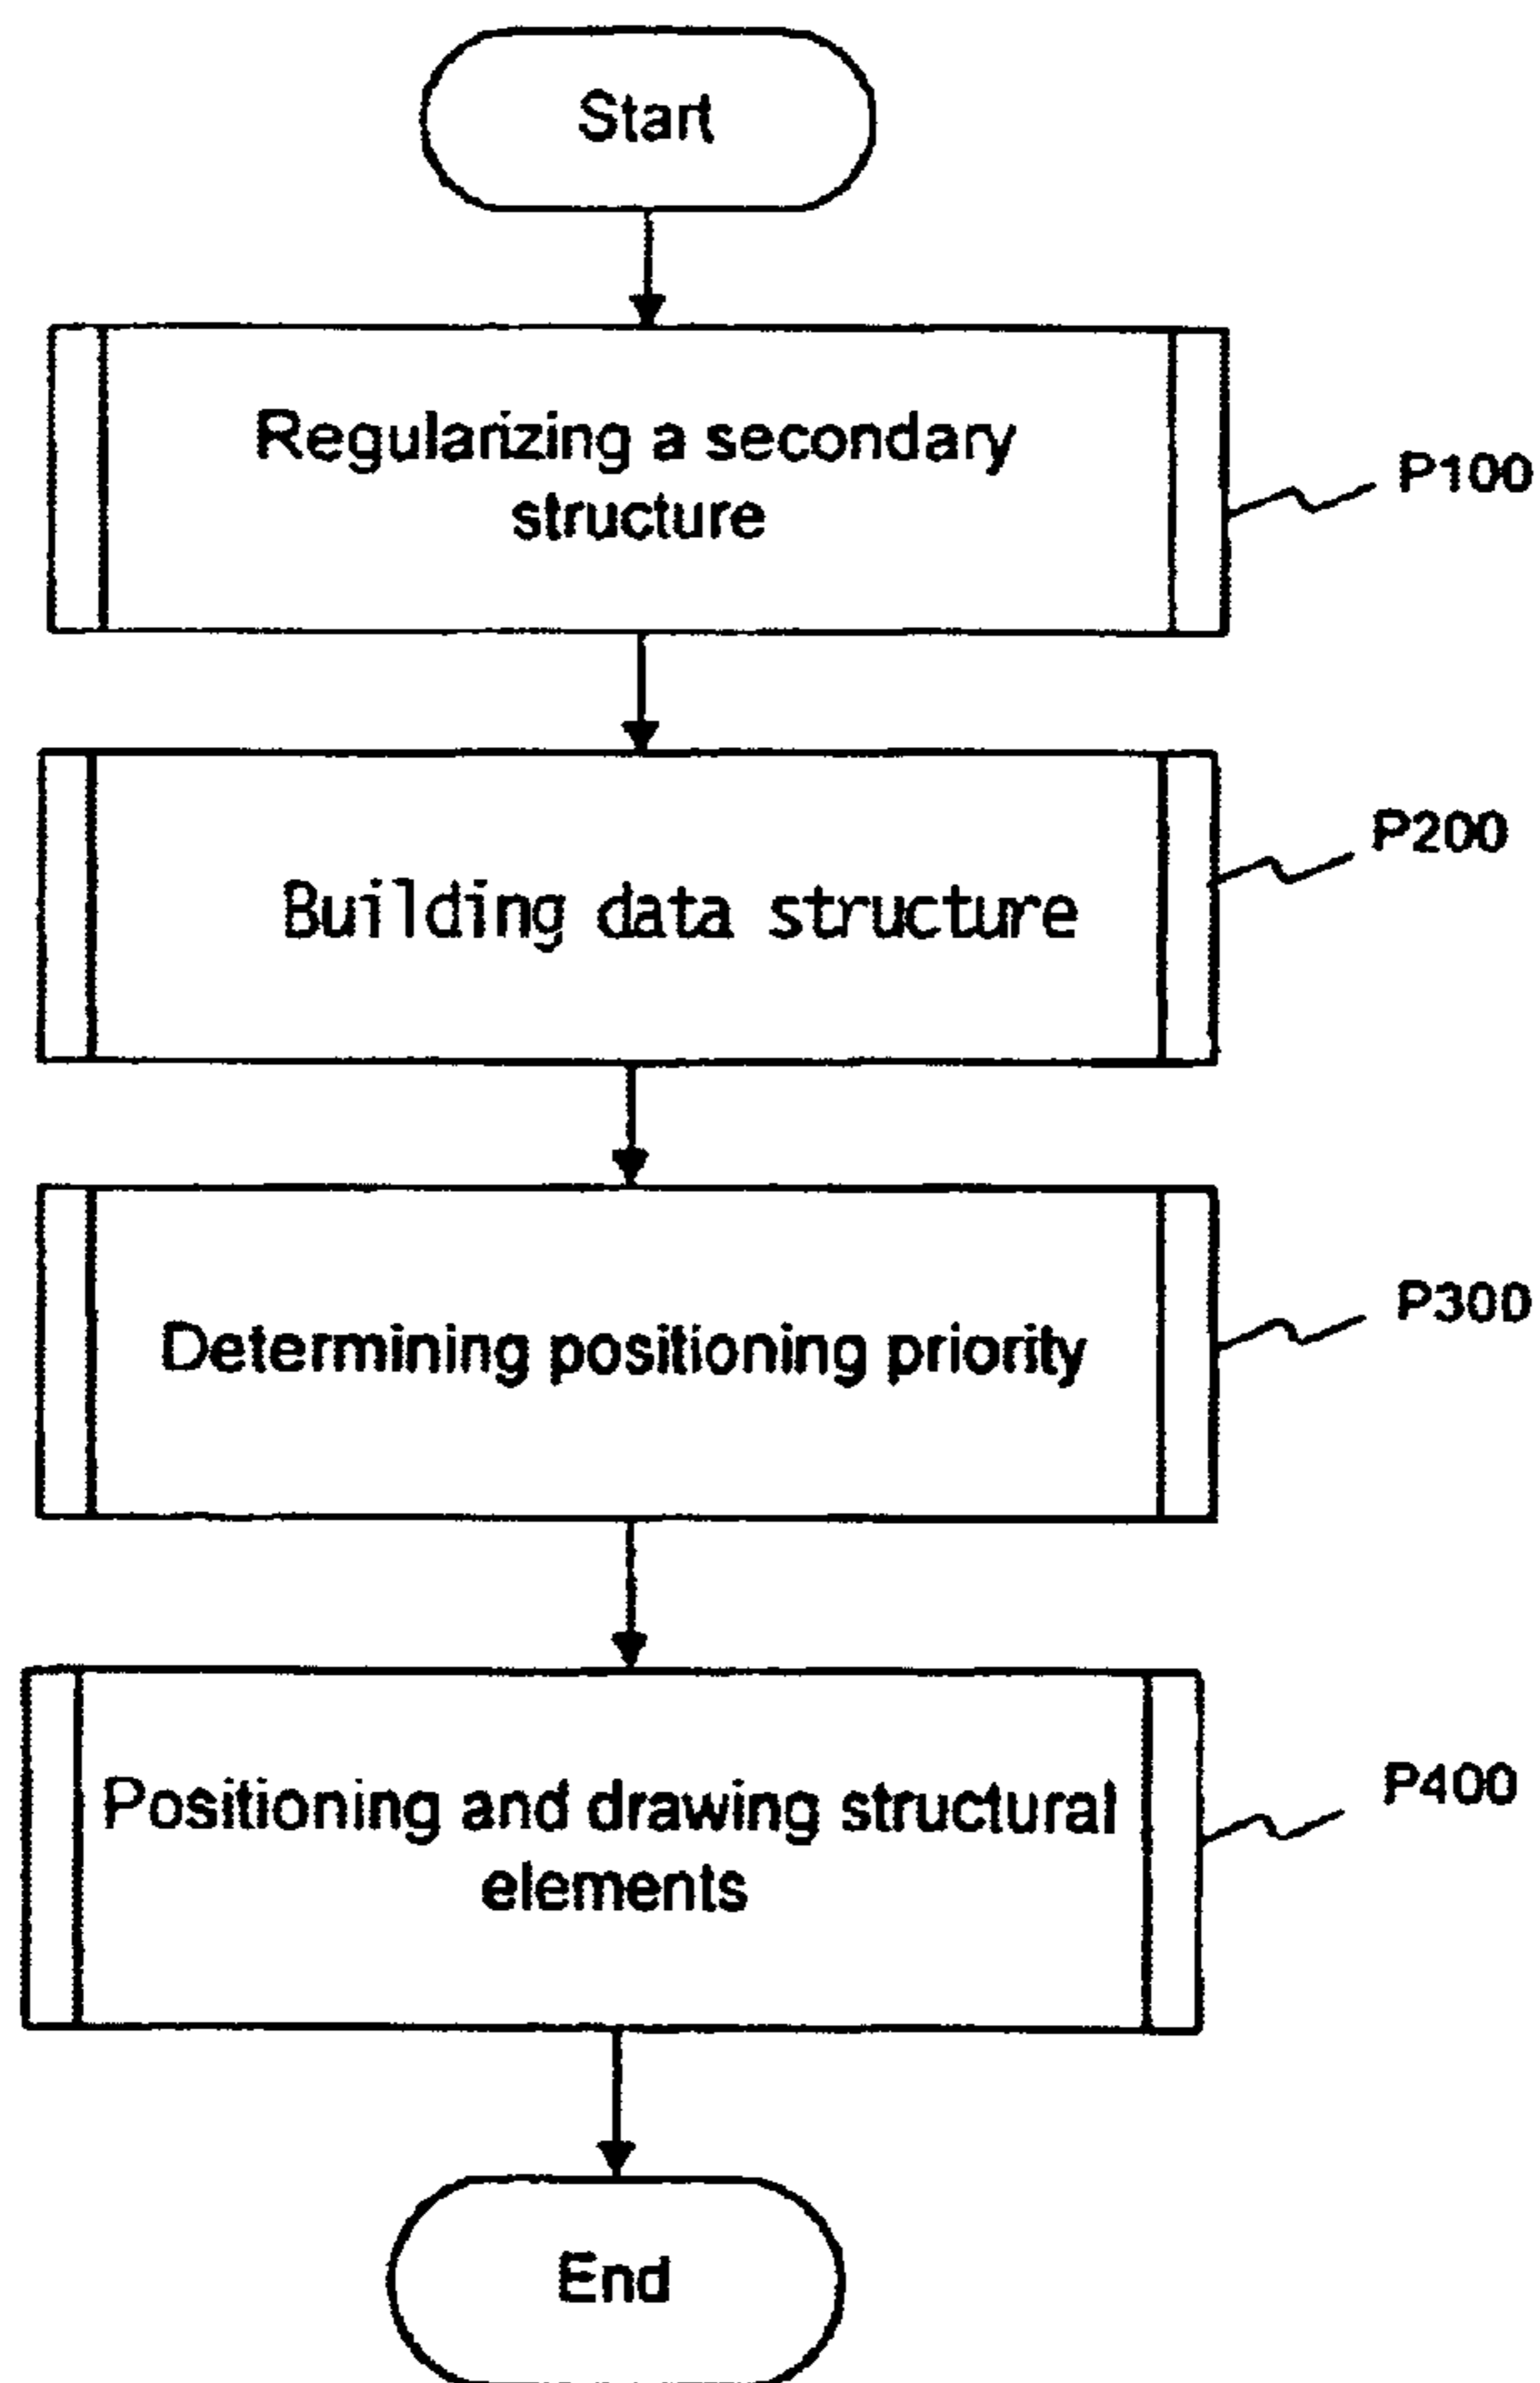 Start
Regularizing a secondary
structure
P100
Building data structure
P200
Determining positioning priority
P300
Positioning and drawing structural
elements
P400
End